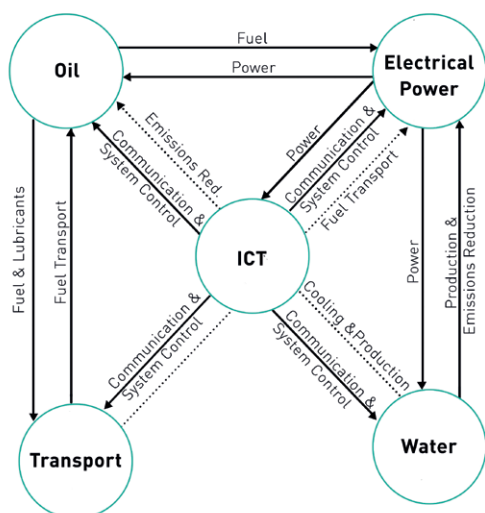 Fuel
Oil
Electrical
Power
Power
Emissions Red.
Communication &
System Control
Power
Communication &
System Control
Fuel Transport
Fuel & Lubricants
Fuel Transport
ICT
Power
Production &
Emissions Reduction
Communication &
System Control
Cooling &Production
Communication &
System Control
Transport
Water